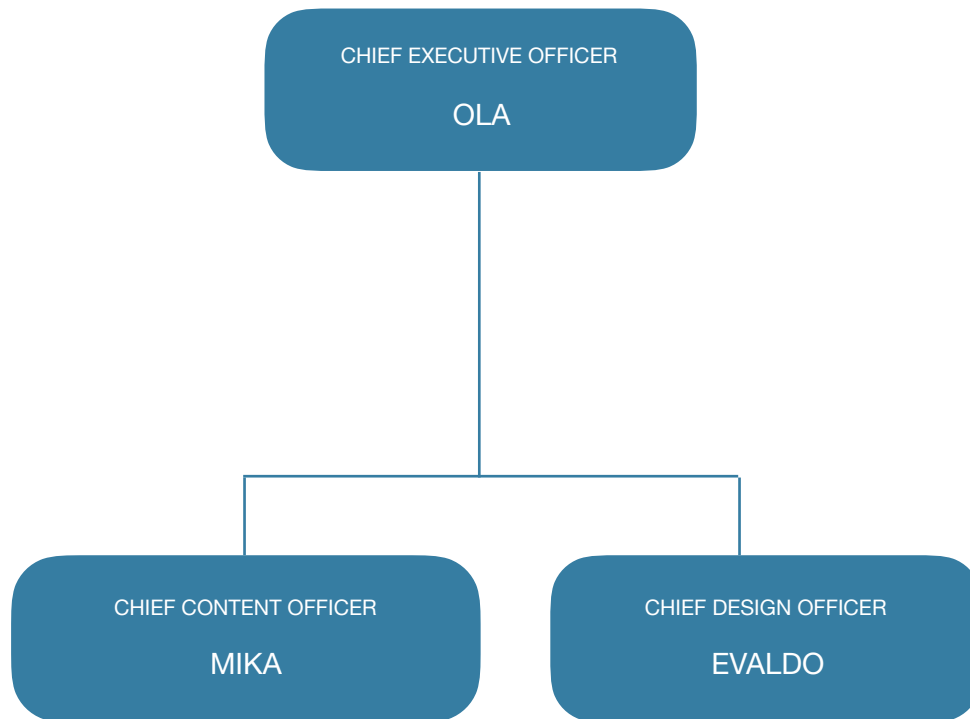 CHIEF EXECUTIVE OFFICER
OLA
CHIEF CONTENT OFFICER
MIKA
CHIEF DESIGN OFFICER
EVALDO